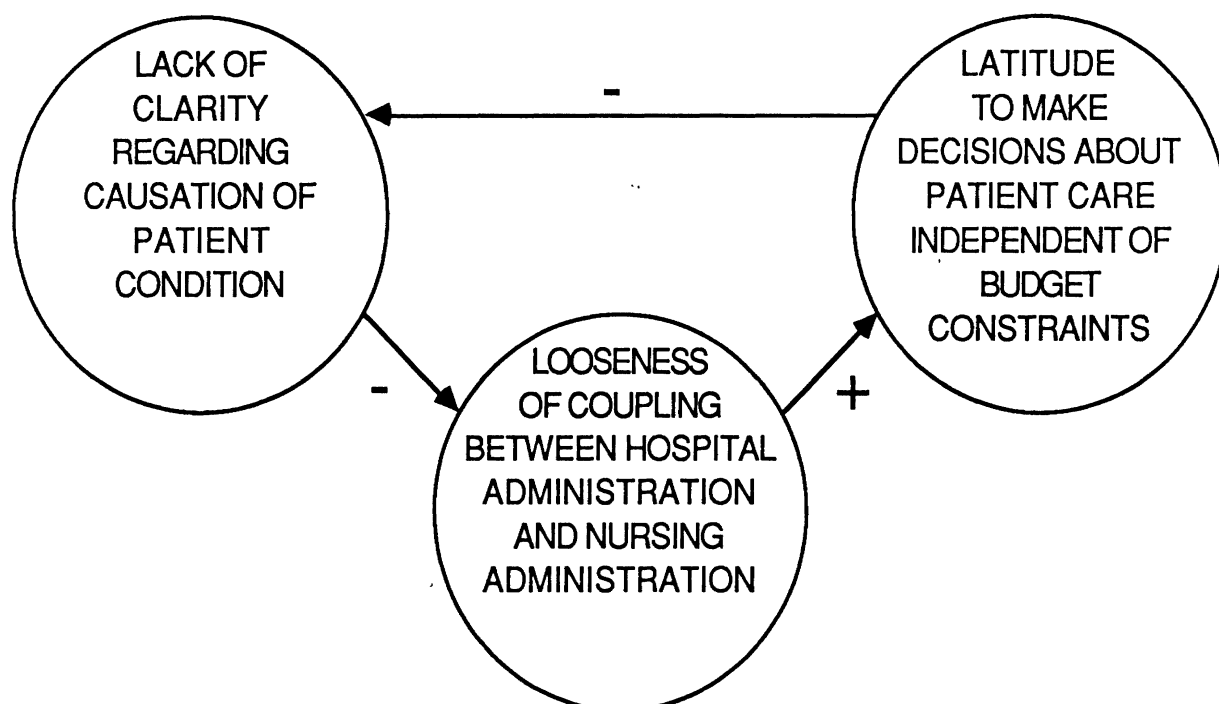 LACK OF
CLARITY
REGARDING
CAUSATION OF
PATIENT
CONDITION
-
LATITUDE
TO MAKE
DECISIONS ABOUT
PATIENT CARE
INDEPENDENT OF
BUDGET
CONSTRAINTS
-
LOOSENESS
OF COUPLING
BETWEEN HOSPITAL
ADMINISTRATION
AND NURSING
ADMINISTRATION
+